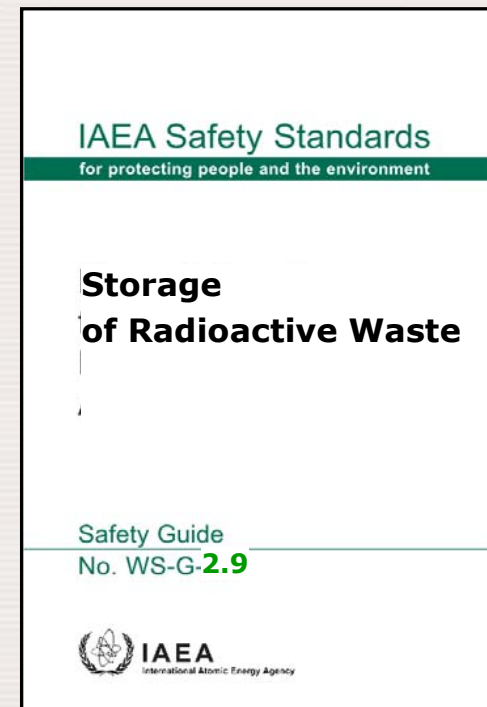 IAEA Safety Standards
for protecting people and the environment
Storage
of Radioactive Waste
Safety Guide
No. WS-G-2.9
IAEA
International Atomic Energy Agency